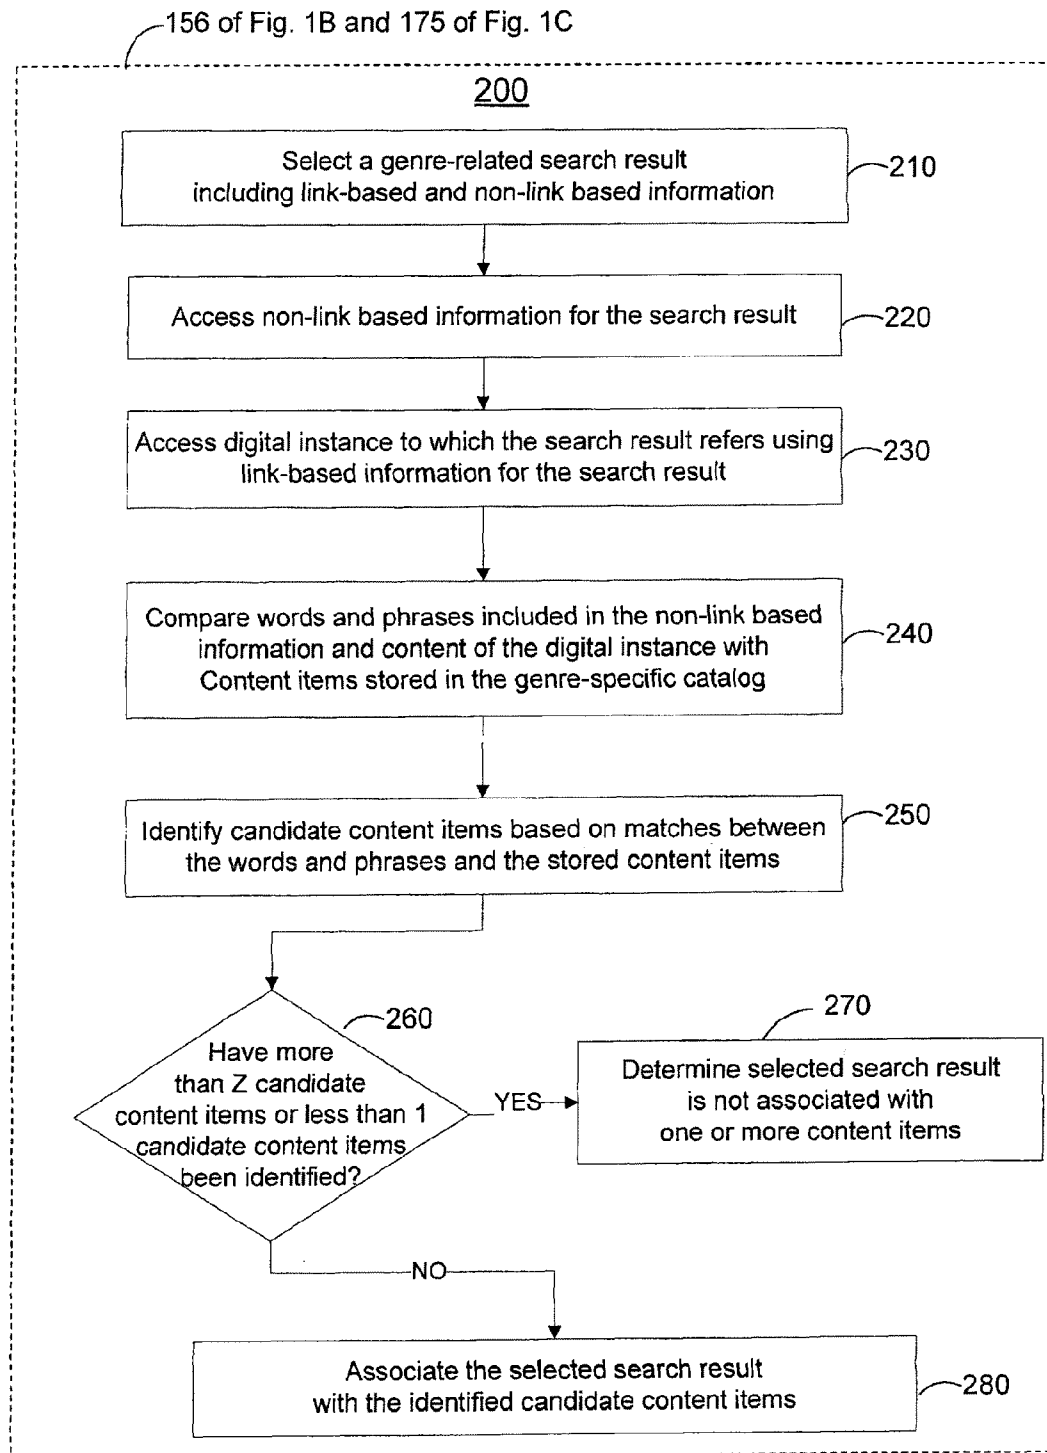 156 of Fig. 1B and 175 of Fig. 1C
200
Select a genre-related search result
including link-based and non-link based information
210
Access non-link based information for the search result
220
Access digital instance to which the search result refers using
link-based information for the search result
230
Compare words and phrases included in the non-link based
information and content of the digital instance with
Content items stored in the genre-specific catalog
240
Identify candidate content items based on matches between
the words and phrases and the stored content items
250
260
Have more
than Z candidate
content items or less than 1
candidate content items
been identified?
YES
270
Determine selected search result
is not associated with
one or more content items
NO
Associate the selected search result
with the identified candidate content items
280